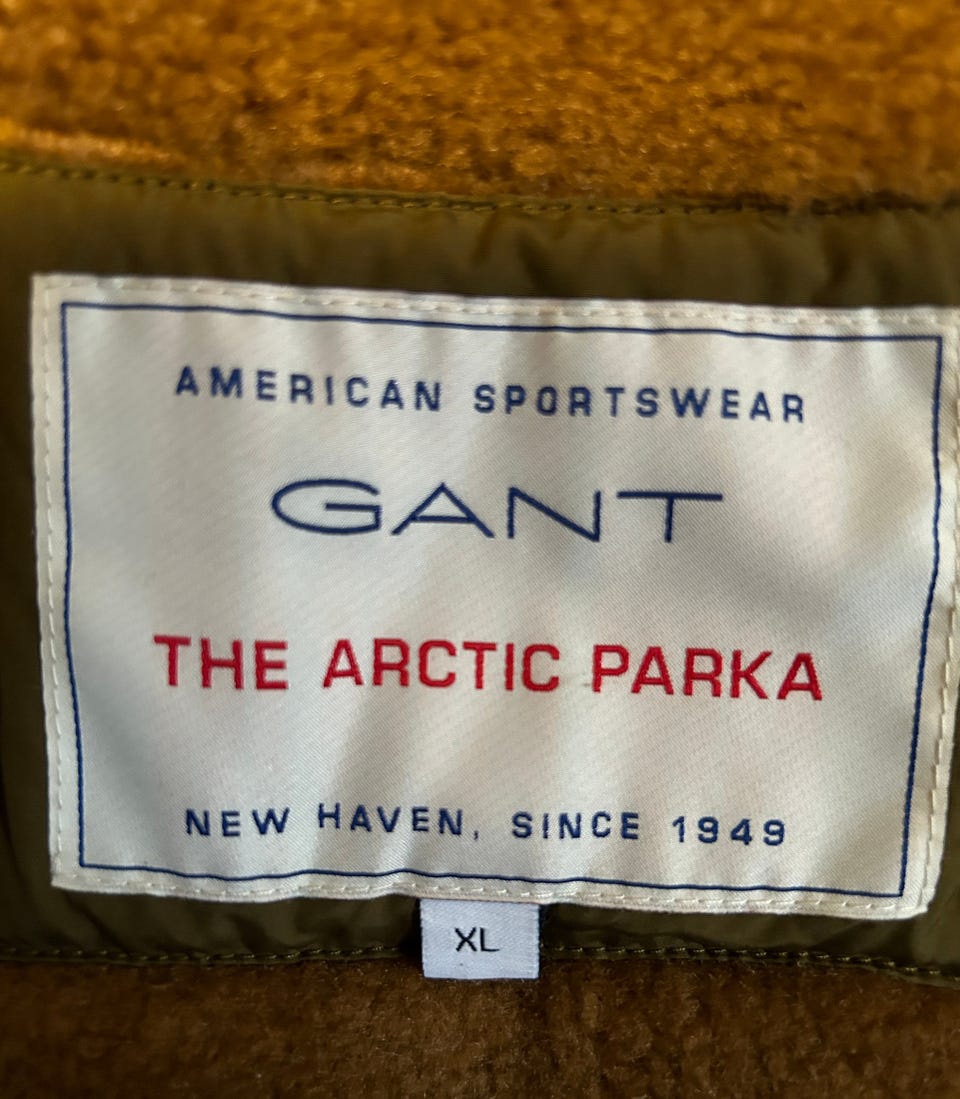 AMERICAN SPORTSWEAR
GANT
THE ARCTIC PARKA
NEW HAVEN, SINCE 1949
XL